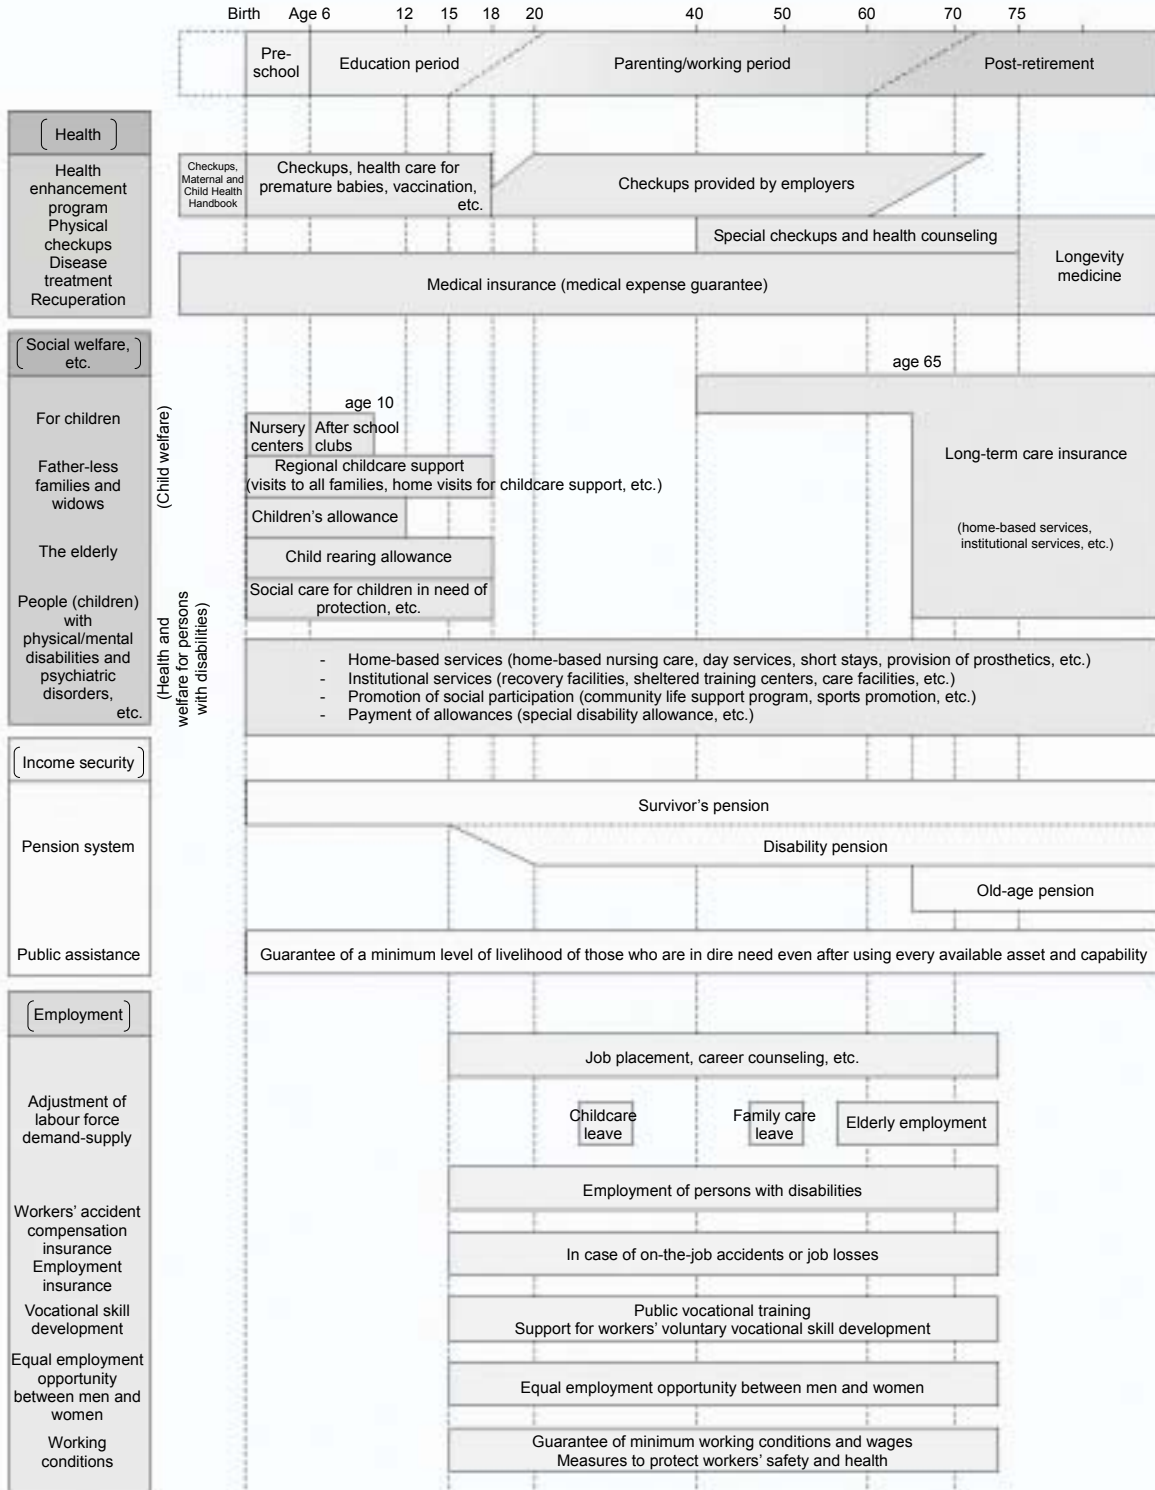 Birth Age 6 12 15 18 20 40 60 70 75
Pre-
school
Education period
Parenting/working period
Post-retirement
Health
Health
enhancement
program
Physical
checkups
Disease
treatment
Recuperation
Checkups,
Maternal and
Child Health
Handbook
Checkups, health care for
premature babies, vaccination,
etc.
Checkups provided by employers
Special checkups and health counseling
Longevity
medicine
Medical insurance (medical expense guarantee)
Social welfare,
etc.
For children
Father-less
families and
widows
The elderly
People (children)
with
physical/mental
disabilities and
psychiatric
disorders,
etc.
(Child welfare)
(Health and
welfare for persons
with disabilities)
age 65
age 10
Nursery
centers
After school
clubs
Regional childcare support
(visits to all families, home visits for childcare support, etc.)
Children's allowance
Child rearing allowance
Social care for children in need of
protection, etc.
Long-term care insurance
(home-based services,
institutional services, etc.)
- Home-based services (home-based nursing care, day services, short stays, provision of prosthetics, etc.)
- Institutional services (recovery facilities, sheltered training centers, care facilities, etc.)
- Promotion of social participation (community life support program, sports promotion, etc.)
- Payment of allowances (special disability allowance, etc.)
Income security
Pension system
Public assistance
Survivor's pension
Disability pension
Old-age pension
Guarantee of a minimum level of livelihood of those who are in dire need even after using every available asset and capability
Employment
Adjustment of
labour force
demand-supply
Workers' accident
compensation
insurance
Employment
insurance
Vocational skill
development
Equal employment
opportunity
between men and
women
Working
conditions
Job placement, career counseling, etc.
Childcare
leave
Family care
leave
Elderly employment
Employment of persons with disabilities
In case of on-the-job accidents or job losses
Public vocational training
Support for workers' voluntary vocational skill development
Equal employment opportunity between men and women
Guarantee of minimum working conditions and wages
Measures to protect workers' safety and health